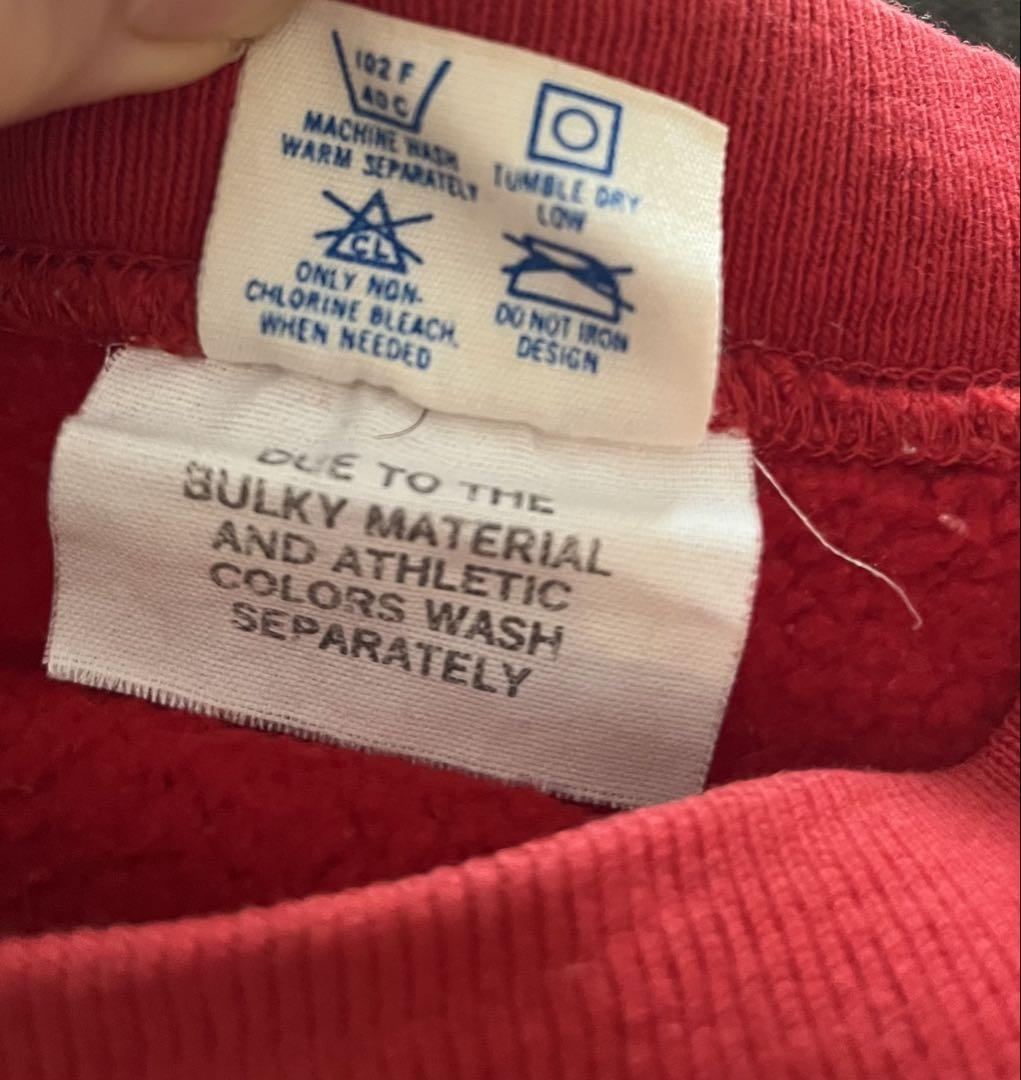 102 F
40 C
MACHINE WASH
WARM SEPARATELY
TUMBLE DRY
LOW
CL
ONLY NON-
CHLORINE BLEACH,
WHEN NEEDED
DO NOT IRON
DESIGN
DUE TO THE
BULKY MATERIAL
AND ATHLETIC
COLORS WASH
SEPARATELY